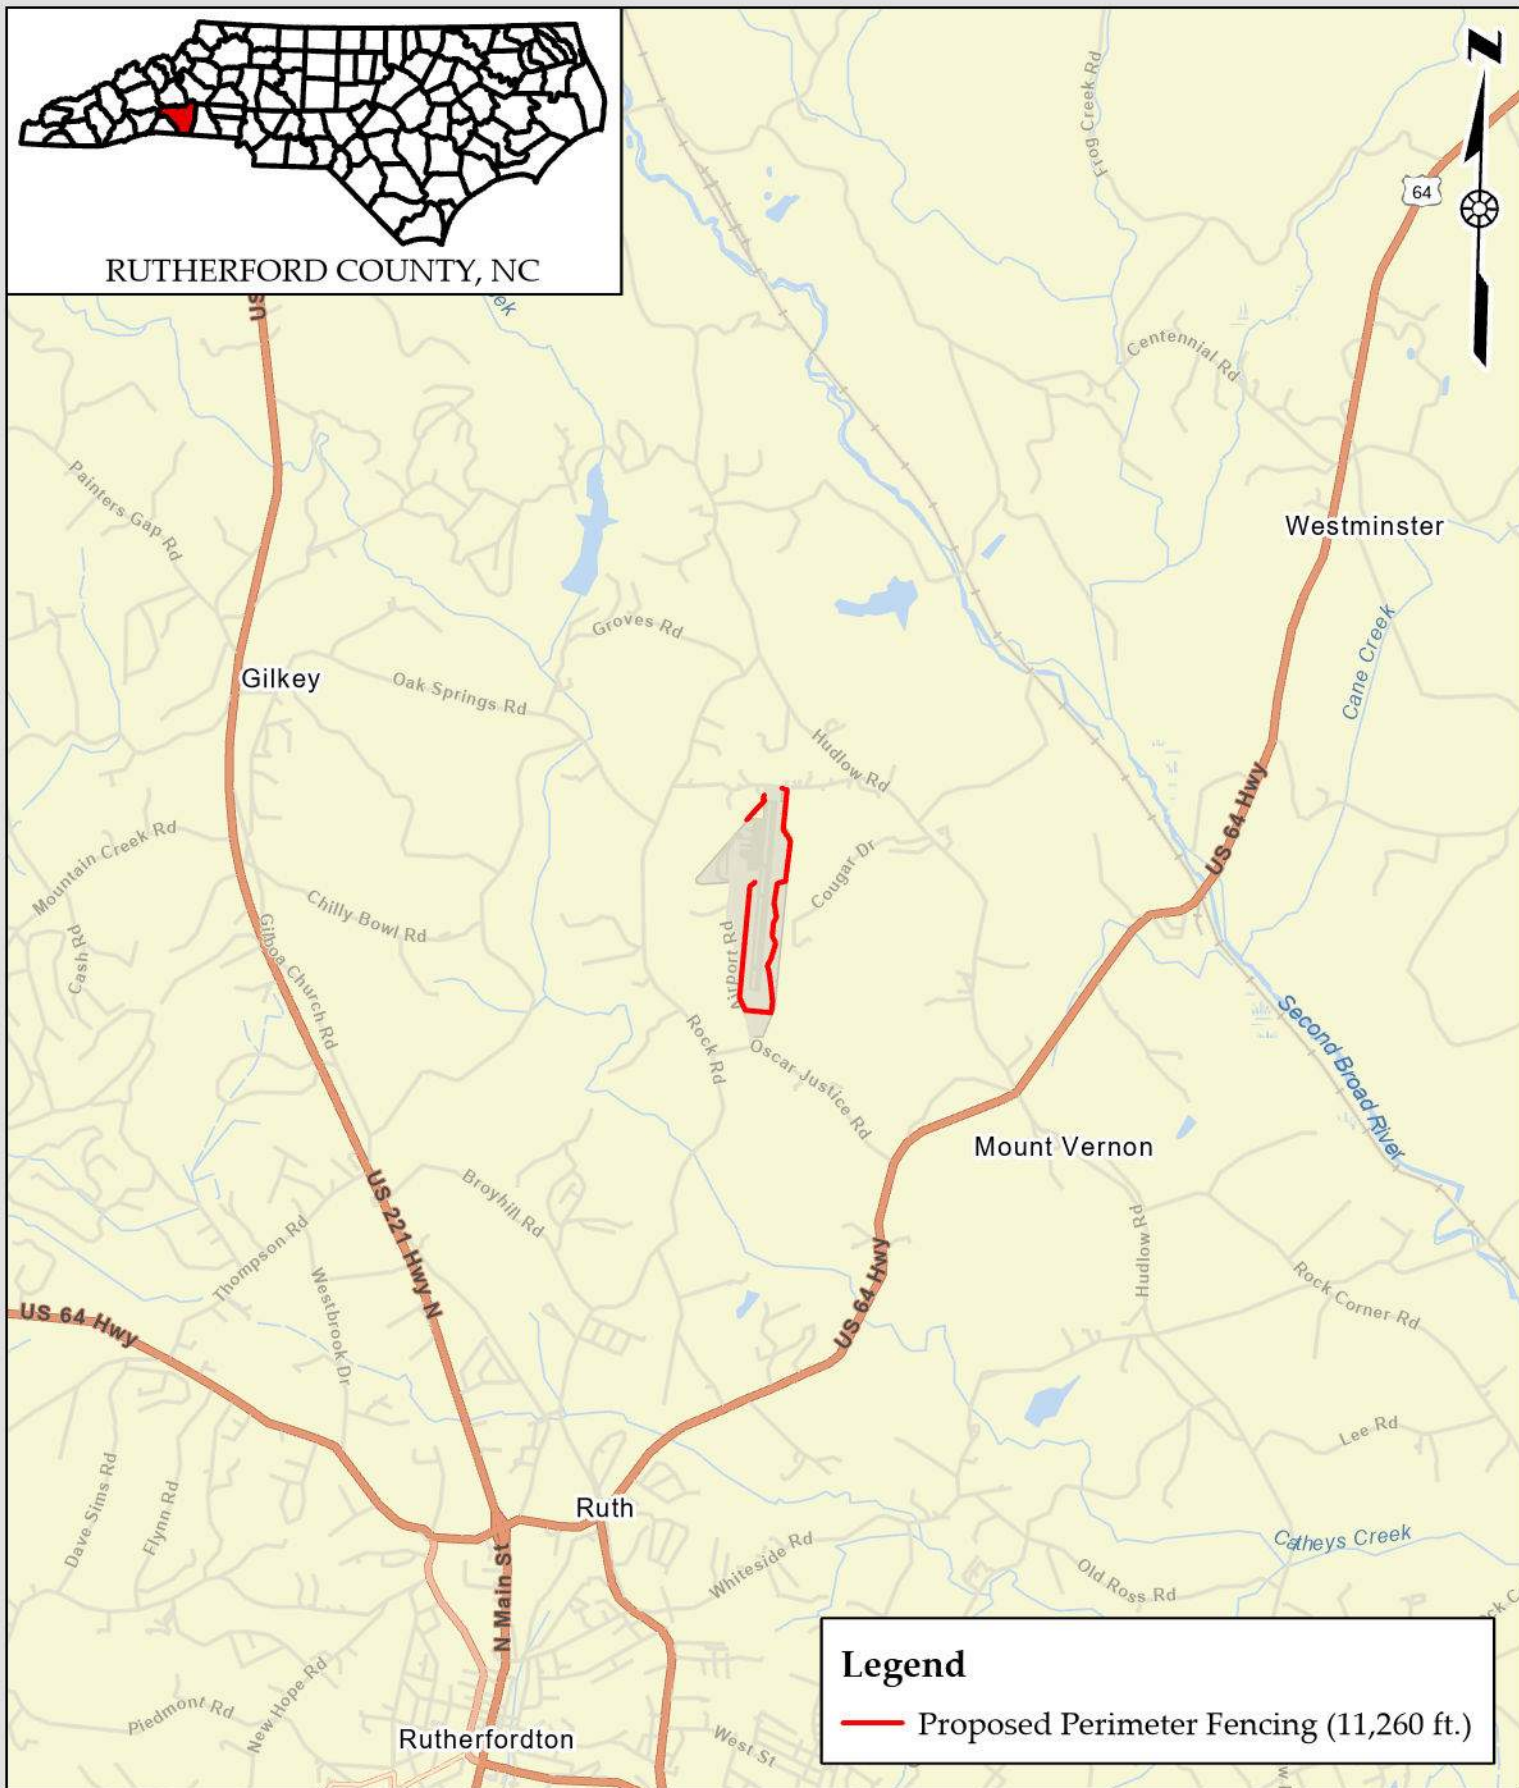 RUTHERFORD COUNTY, NC
N
Frog Creek Rd
64
US
Centennial Rd
Painters Gap Rd
Westminster
Groves Rd
Cane Creek
Gilkey
Oak Springs Rd
Hudlow Rd
US 64 Hwy
Mountain Creek Rd
Cougar Dr
Chilly Bowl Rd
Gilboa Church Rd
Cash Rd
Airport Rd
Rock Rd
Second Broad River
Oscar Justice Rd
Mount Vernon
US 221 Hwy N
Broyhill Rd
Thompson Rd
Hudlow Rd
US 64 Hwy
Westbrook Dr
US 64 Hwy
Rock Corner Rd
Lee Rd
Dave Sims Rd
Flynn Rd
Ruth
Catheys Creek
N Main St
Whiteside Rd
Old Ross Rd
New Hope Rd
Piedmont Rd
Rutherfordton
West St
Legend
Proposed Perimeter Fencing (11,260 ft.)